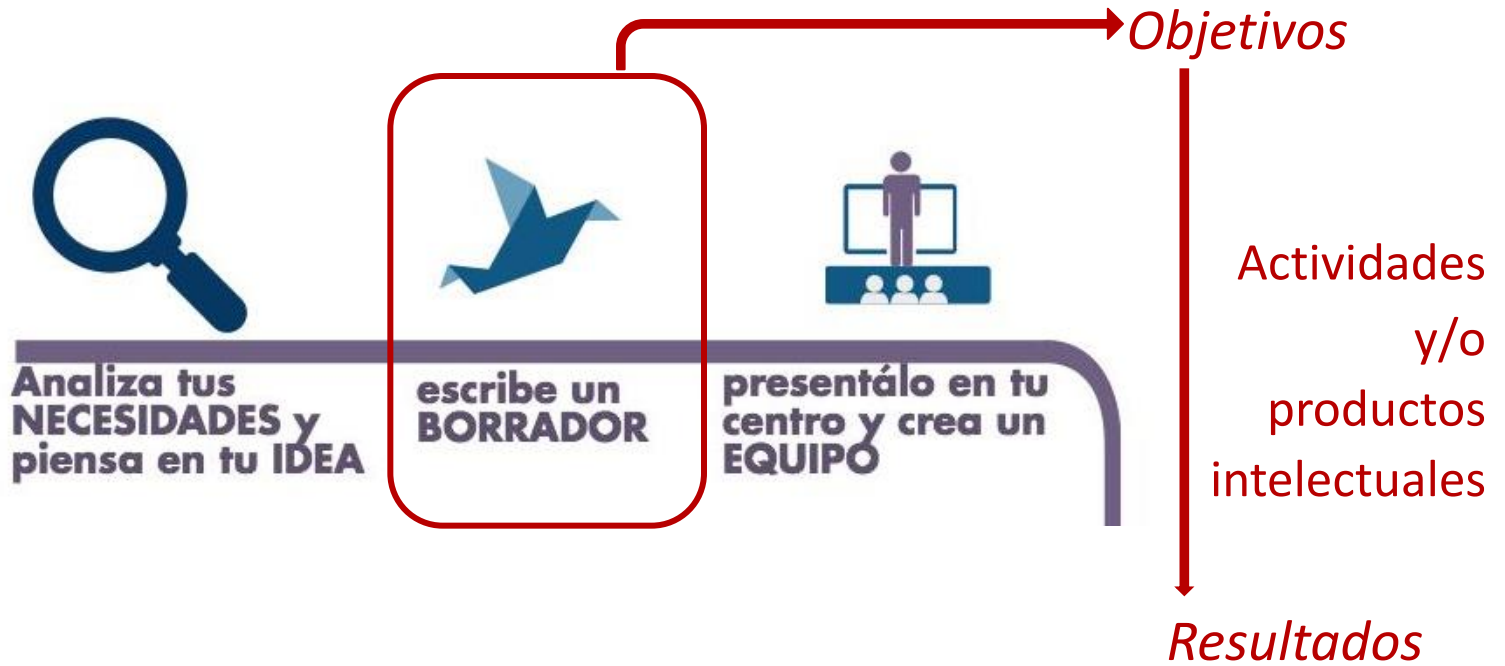 Objetivos
Analiza tus
NECESIDADES y
piensa en tu IDEA
escribe un
BORRADOR
presentálo en tu
centro y crea un
EQUIPO
Actividades
y/o
productos
intelectuales
Resultados